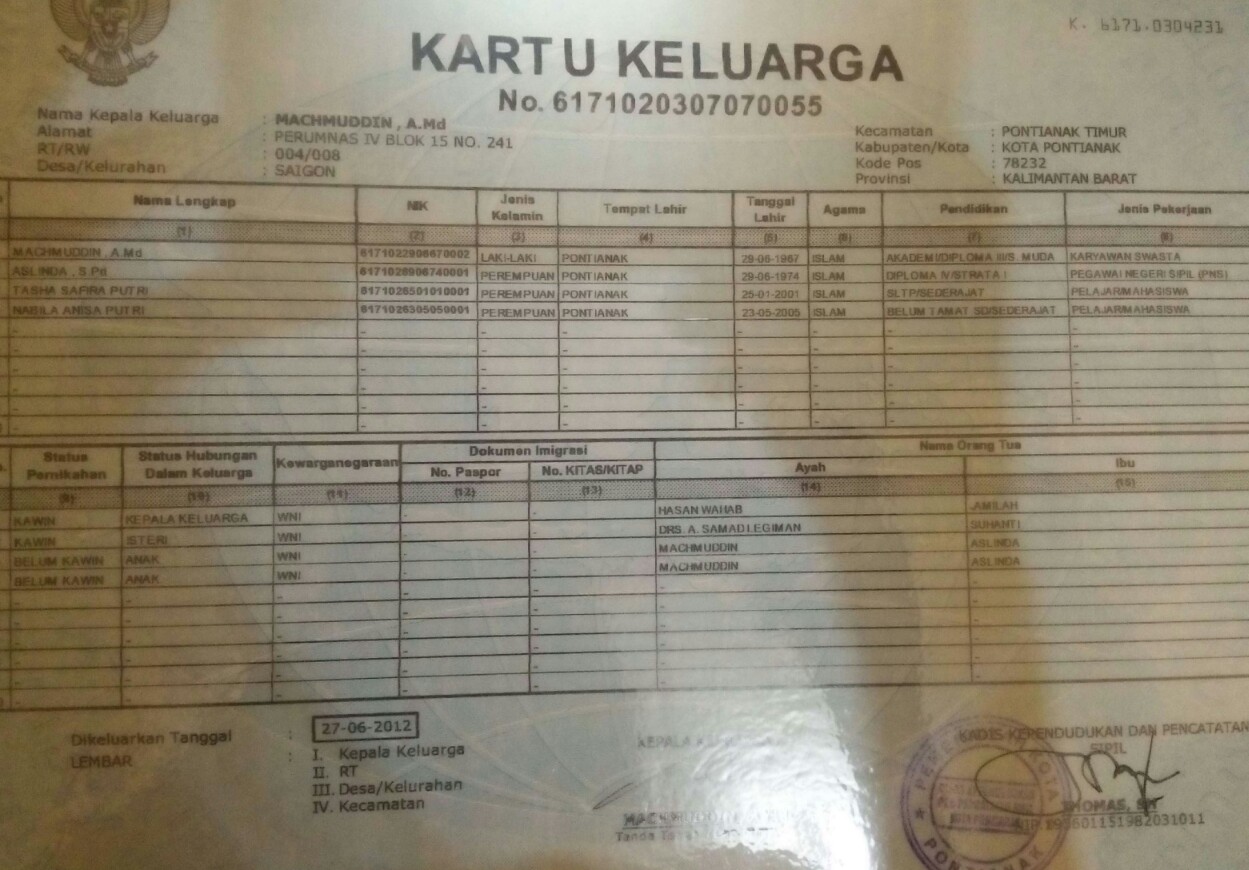 K. 6171.0304231
KARTU KELUARGA
No. 6171020307070055
Nama Kepala Keluarga : MACHMUDDIN , A.Md
Alamat : PERUMNAS IV BLOK 15 NO. 241
RT/RW : 004/008
Desa/Kelurahan : SAIGON
Kecamatan : PONTIANAK TIMUR
Kabupaten/Kota : KOTA PONTIANAK
Kode Pos : 78232
Provinsi : KALIMANTAN BARAT
Nama Lengkap NIK Jenis Kelamin Tempat Lahir Tanggal Lahir Agama Pendidikan Jenis Pekerjaan
(1) (2) (3) (4) (5) (6) (7) (8)
MACHMUDDIN , A.Md 6171022906670002 LAKI-LAKI PONTIANAK 29-06-1967 ISLAM AKADEMI/DIPLOMA III/S. MUDA KARYAWAN SWASTA
ASLINDA , S.Pd 6171026906740001 PEREMPUAN PONTIANAK 29-06-1974 ISLAM DIPLOMA IV/STRATA I PEGAWAI NEGERI SIPIL (PNS)
TASHA SAFIRA PUTRI 6171026501010001 PEREMPUAN PONTIANAK 25-01-2001 ISLAM SLTP/SEDERAJAT PELAJAR/MAHASISWA
NABILA ANISA PUTRI 6171026305050001 PEREMPUAN PONTIANAK 23-05-2005 ISLAM BELUM TAMAT SD/SEDERAJAT PELAJAR/MAHASISWA
Status Pernikahan Status Hubungan Dalam Keluarga Kewarganegaraan Dokumen Imigrasi Nama Orang Tua
No. Paspor No. KITAS/KITAP Ayah Ibu
(9) (10) (11) (12) (13) (14) (15)
KAWIN KEPALA KELUARGA WNI - - HASAN WAHAB JAMILAH
KAWIN ISTERI WNI - - DRS. A. SAMAD LEGIMAN SUHANTI
BELUM KAWIN ANAK WNI - - MACHMUDDIN ASLINDA
BELUM KAWIN ANAK WNI - - MACHMUDDIN ASLINDA
Dikeluarkan Tanggal : 27-06-2012
LEMBAR : I. Kepala Keluarga
II. RT
III. Desa/Kelurahan
IV. Kecamatan
KEPALA
Tanda
KADIS KEPENDUDUKAN DAN PENCATATAN
SIPIL
THOMAS, SH
PONTIANAK